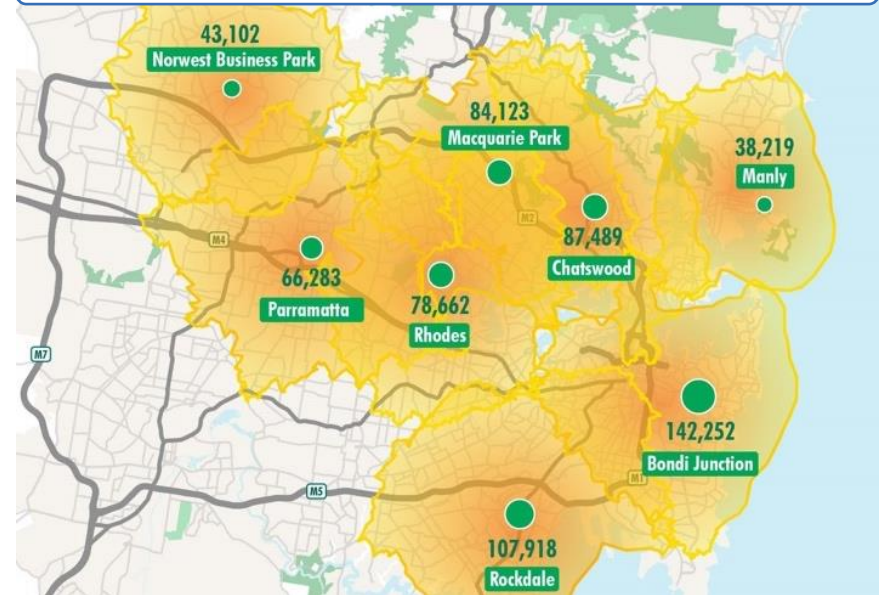 43,102
Norwest Business Park
84,123
Macquarie Park
38,219
Manly
M2
87,489
Chatswood
M4
66,283
Parramatta
78,662
Rhodes
M7
142,252
Bondi Junction
M1
M5
107,918
Rockdale